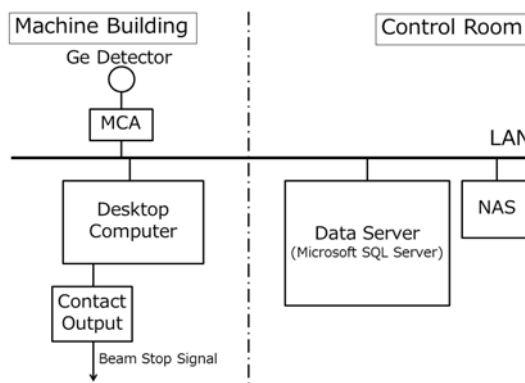 Machine Building
Control Room
Ge Detector
MCA
LAN
Desktop
Computer
Data Server
(Microsoft SQL Server)
NAS
Contact
Output
Beam Stop Signal